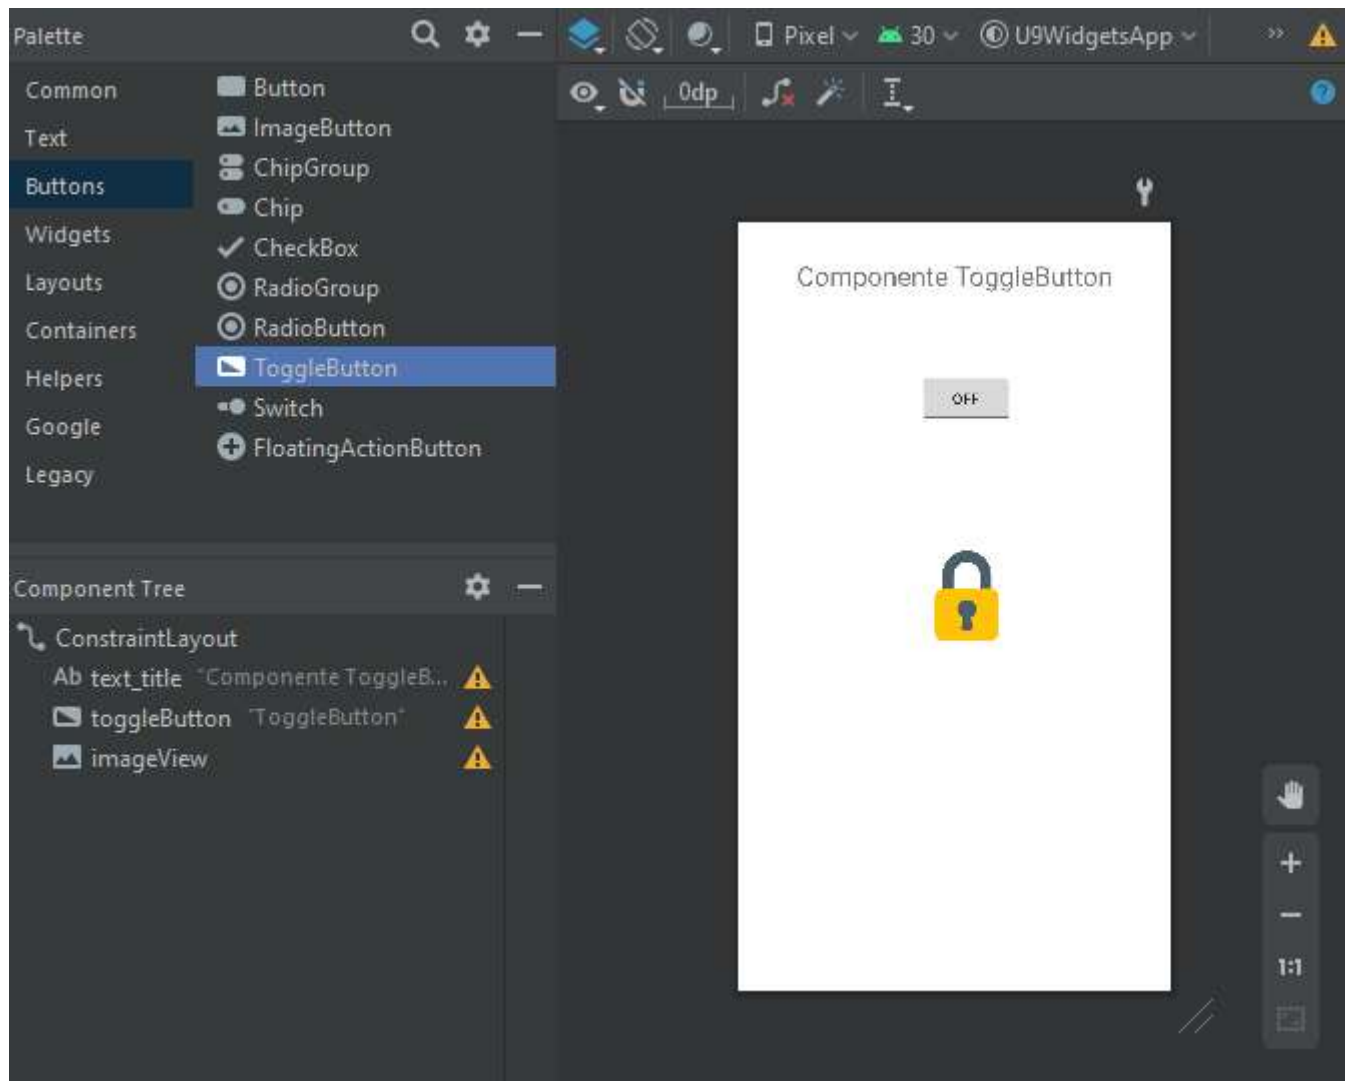 Palette
Pixel 30 U9WidgetsApp
0dp
Common
Text
Buttons
Widgets
Layouts
Containers
Helpers
Google
Legacy
Button
ImageButton
ChipGroup
Chip
CheckBox
RadioGroup
RadioButton
ToggleButton
Switch
FloatingActionButton
Component Tree
ConstraintLayout
Ab text_title "Componente ToggleB...
toggleButton "ToggleButton"
imageView
Componente ToggleButton
OFF
1:1